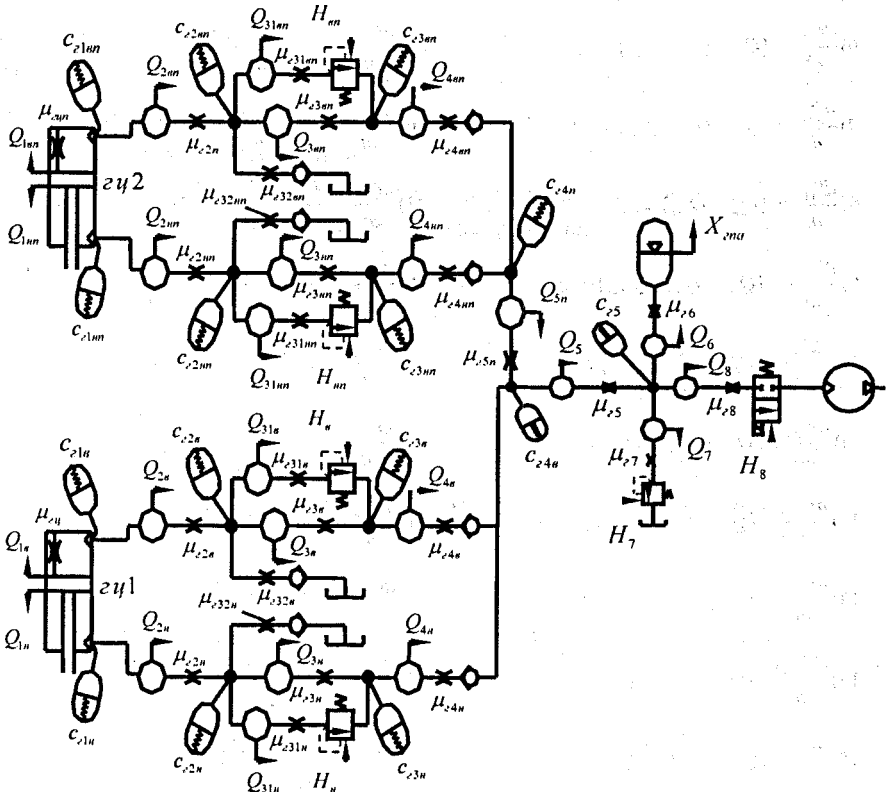 c_г1вп
c_г2вп
Q_31вп
H_вп
μ_г31вп
c_г3вп
Q_2вп
Q_4вп
μ_гцп
Q_1вп
μ_г2п
μ_г3вп
Q_3вп
μ_г4вп
гц2
μ_г32вп
μ_г32нп
c_г4п
Q_1нп
Q_2нп
Q_3нп
Q_4нп
X_гпа
μ_г2нп
μ_г3нп
μ_г4нп
Q_5п
c_г1нп
c_г2нп
μ_г31нп
c_г3нп
c_г5
μ_г6
Q_6
Q_31нп
H_нп
μ_г5п
Q_5
Q_8
μ_г5
μ_г8
H_в
c_г4в
μ_г7
Q_7
H_8
H_7
c_г1в
c_г2в
Q_31в
μ_г31в
c_г3в
Q_2в
Q_4в
μ_гц
Q_1в
μ_г2в
μ_г3в
Q_3в
μ_г4в
гц1
μ_г32в
μ_г32н
Q_1н
Q_2н
Q_3н
Q_4н
μ_г2н
μ_г3н
μ_г4н
c_г1н
c_г2н
μ_г31н
c_г3н
Q_31н
H_н